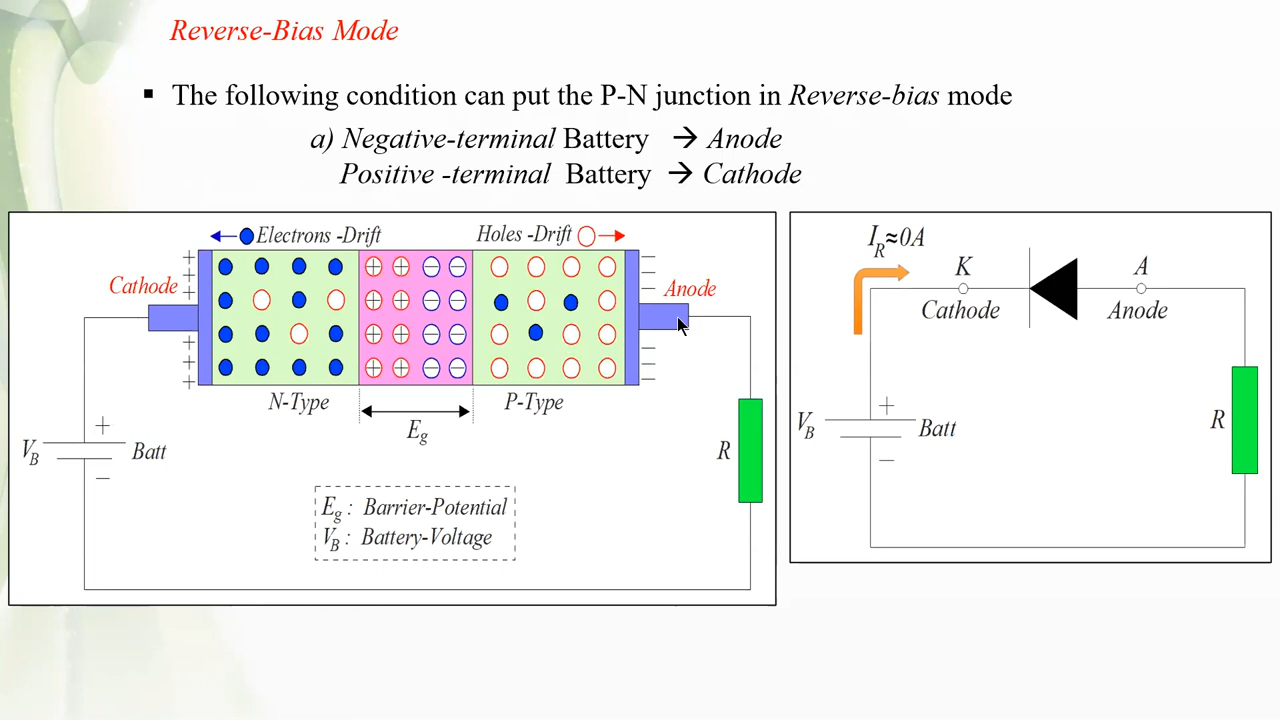 Reverse-Bias Mode
▪ The following condition can put the P-N junction in Reverse-bias mode
a) Negative-terminal Battery → Anode
Positive -terminal Battery → Cathode
Electrons -Drift
Holes -Drift
Cathode
+ + + + + +
− − − − − −
Anode
+ + − −
+ + − −
+ + − −
+ + − −
N-Type
P-Type
Eg
+
VB
Batt
−
R
Eg : Barrier-Potential
VB : Battery-Voltage
IR≈0A
K
A
Cathode
Anode
+
VB
Batt
−
R